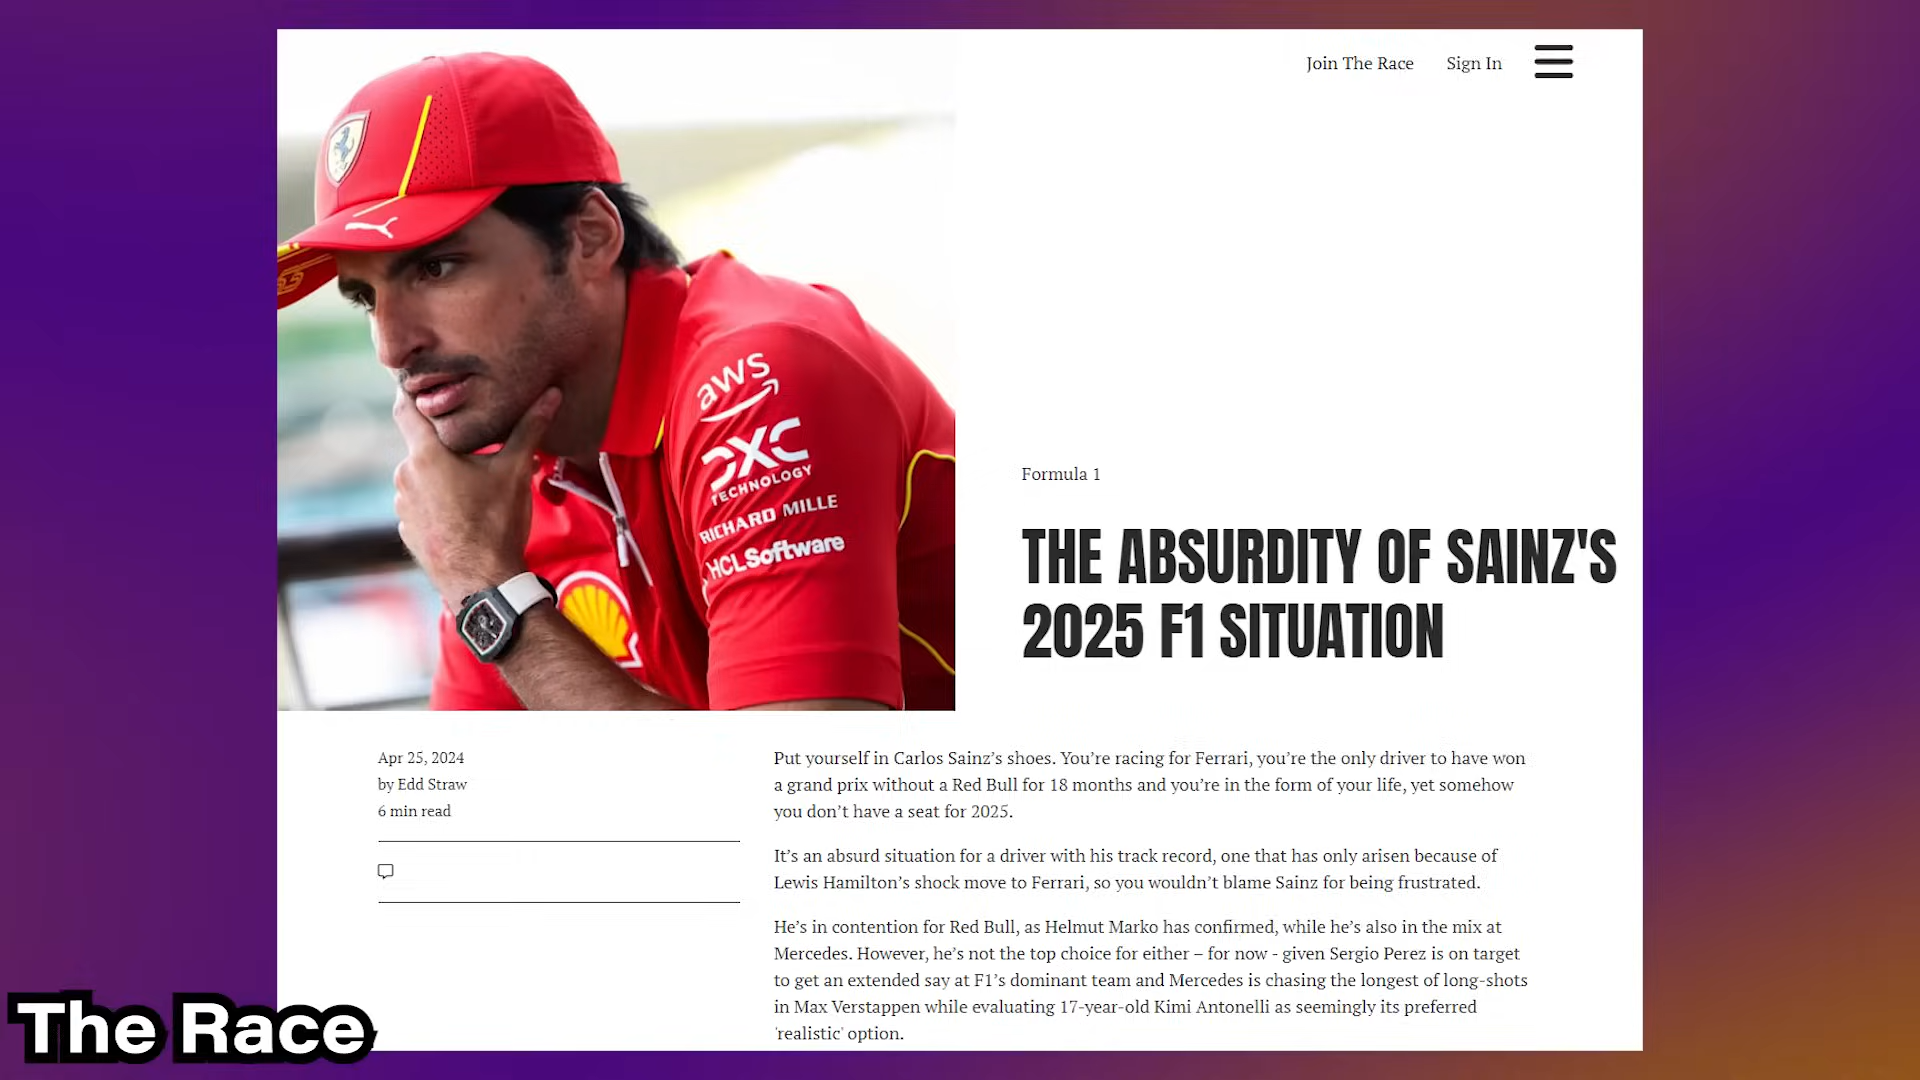 Join The Race
Sign In
aws
DXC
TECHNOLOGY
RICHARD MILLE
HCLSoftware
Formula 1
THE ABSURDITY OF SAINZ'S
2025 F1 SITUATION
Apr 25, 2024
by Edd Straw
6 min read
Put yourself in Carlos Sainz’s shoes. You’re racing for Ferrari, you’re the only driver to have won
a grand prix without a Red Bull for 18 months and you’re in the form of your life, yet somehow
you don’t have a seat for 2025.
It’s an absurd situation for a driver with his track record, one that has only arisen because of
Lewis Hamilton’s shock move to Ferrari, so you wouldn’t blame Sainz for being frustrated.
He’s in contention for Red Bull, as Helmut Marko has confirmed, while he’s also in the mix at
Mercedes. However, he’s not the top choice for either – for now - given Sergio Perez is on target
to get an extended say at F1’s dominant team and Mercedes is chasing the longest of long-shots
in Max Verstappen while evaluating 17-year-old Kimi Antonelli as seemingly its preferred
'realistic' option.
The Race